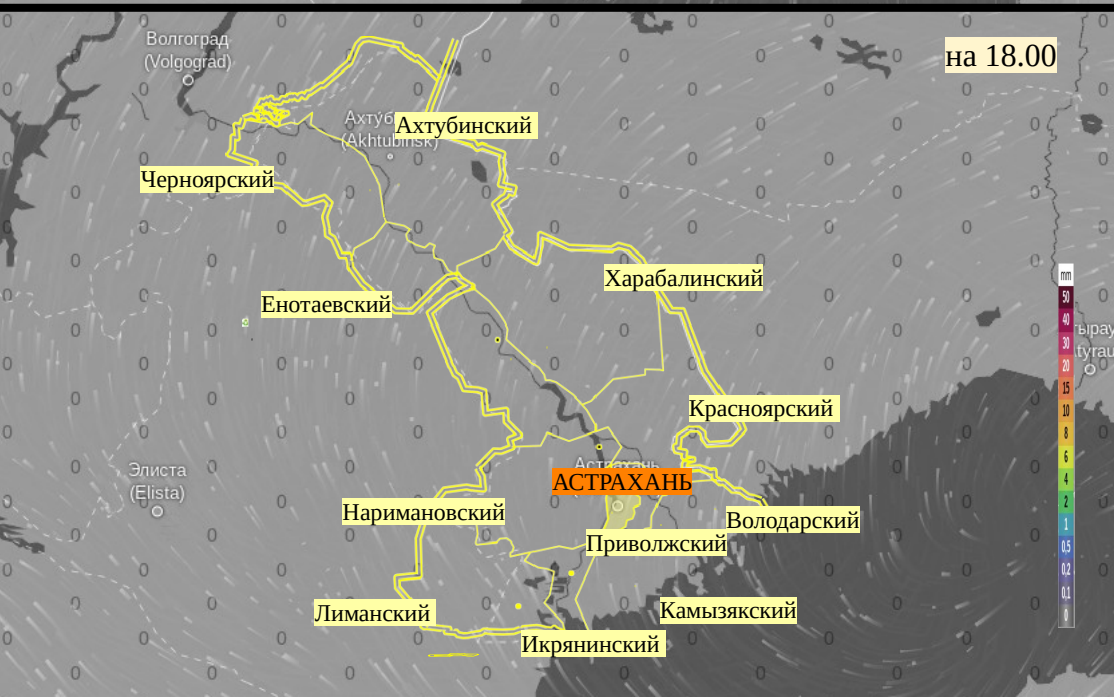 Волгоград
(Volgograd)
на 18.00
Ахтуб
Ахтубинский
(Akhtubinsk)
Черноярский
Харабалинский
Енотаевский
mm
50
40
30
20
15
10
8
6
4
2
1
0,5
0,2
0,1
0
ырау
tyrau
Красноярский
Элиста
(Elista)
Астрахань
АСТРАХАНЬ
Наримановский
Володарский
Приволжский
Лиманский
Камызякский
Икрянинский